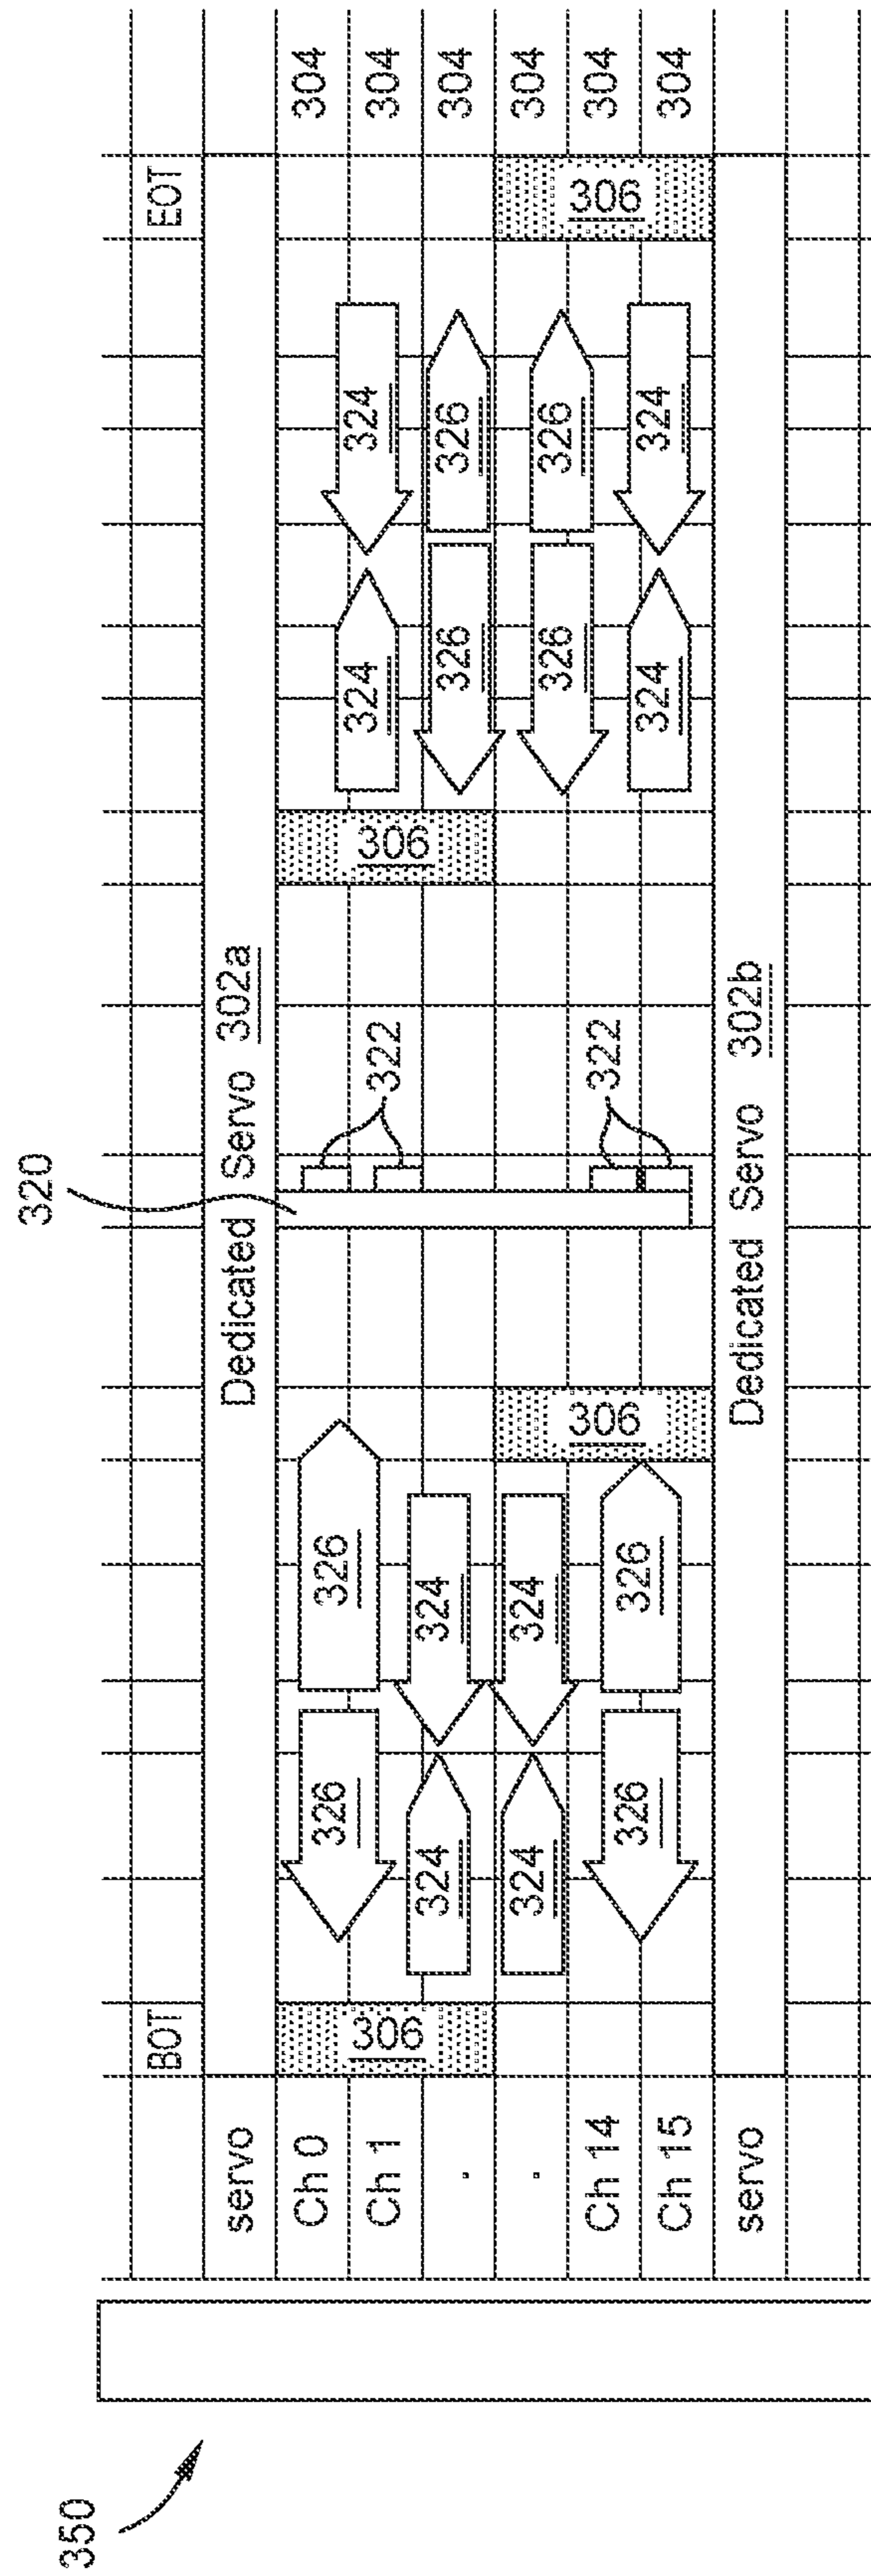 320
350
BOT EOT
servo Dedicated Servo 302a
Ch 0 326 326 304
Ch 1 306 322 306 324 324 304
. 324 324 326 326 304
. 324 324 326 326 304
Ch 14 306 322 306 304
Ch 15 326 326 324 324 304
servo Dedicated Servo 302b